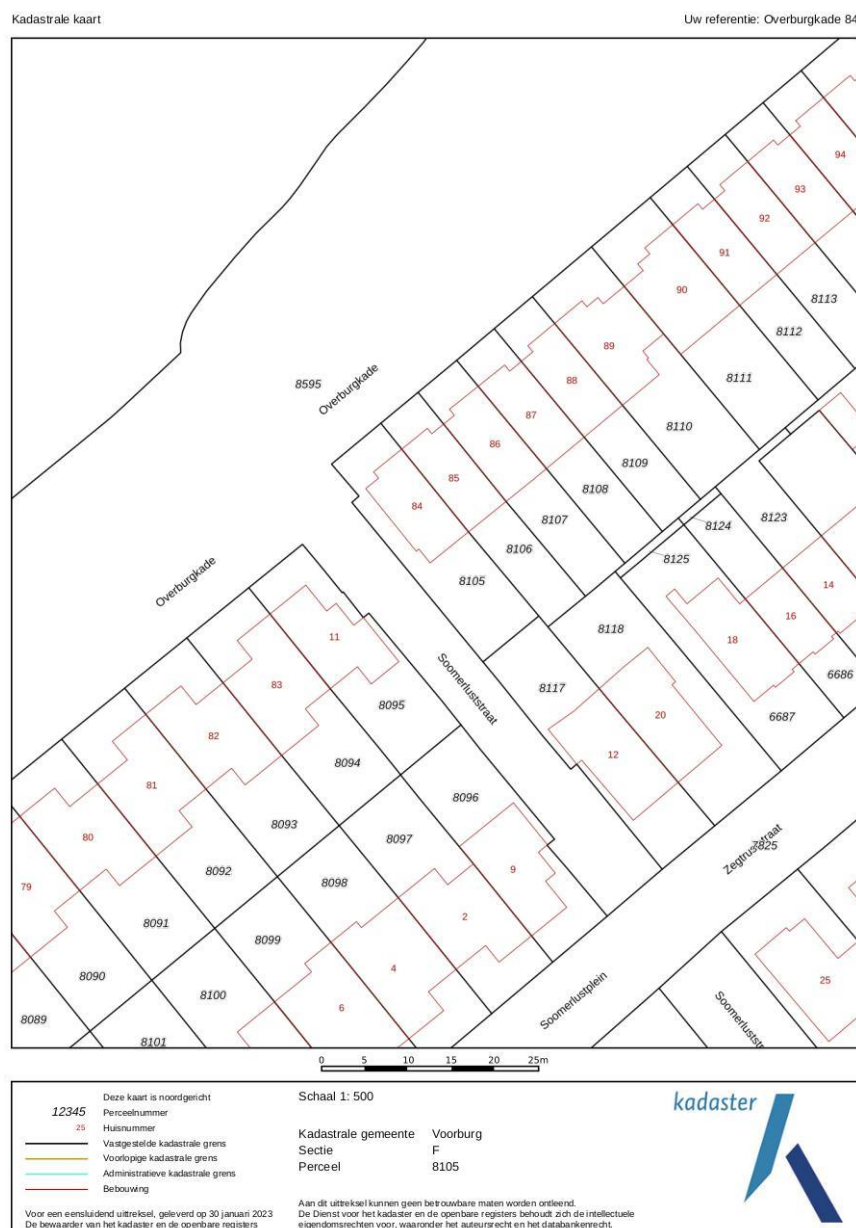 Kadastrale kaart
Uw referentie: Overburgkade 84
94
93
92
91
8113
90
8112
89
8595
Overburgkade
8111
88
87
8110
86
8109
85
8108
84
8107
8123
8124
8106
8125
8105
14
Overburgkade
16
11
8118
18
6686
83
8117
8095
Soomerluststraat
20
6687
82
12
8094
81
8096
8093
8097
7825
Zegtruststraat
80
8092
9
8098
79
8091
2
8099
4
8090
8100
6
25
Soomerlustplein
8089
8101
0 5 10 15 20 25m
Deze kaart is noordgericht
12345 Perceelnummer
25 Huisnummer
Vastgestelde kadastrale grens
Voorlopige kadastrale grens
Administratieve kadastrale grens
Bebouwing
Voor een eensluidend uittreksel, geleverd op 30 januari 2023
De bewaarder van het kadaster en de openbare registers
Schaal 1: 500
Kadastrale gemeente Voorburg
Sectie F
Perceel 8105
Aan dit uittreksel kunnen geen betrouwbare maten worden ontleend.
De Dienst voor het kadaster en de openbare registers behoudt zich de intellectuele
eigendomsrechten voor, waaronder het auteursrecht en het databankenrecht.
kadaster